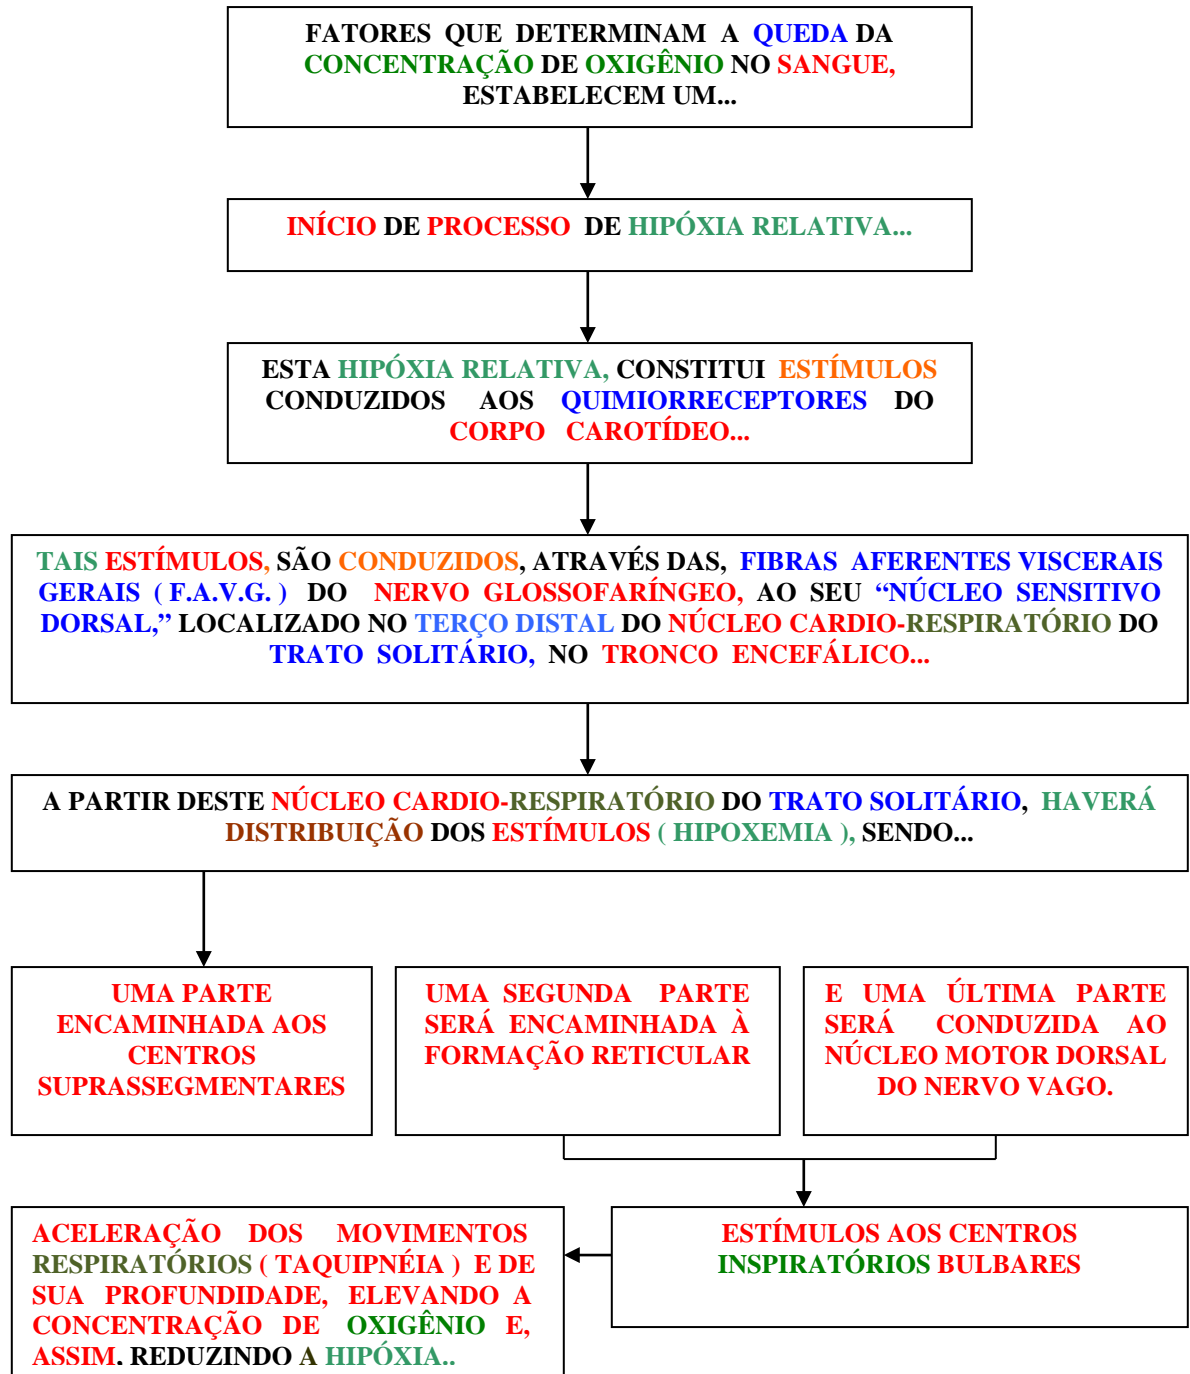 FATORES QUE DETERMINAM A QUEDA DA
CONCENTRAÇÃO DE OXIGÊNIO NO SANGUE,
ESTABELECEM UM...
INÍCIO DE PROCESSO DE HIPÓXIA RELATIVA...
ESTA HIPÓXIA RELATIVA, CONSTITUI ESTÍMULOS
CONDUZIDOS AOS QUIMIORRECEPTORES DO
CORPO CAROTÍDEO...
TAIS ESTÍMULOS, SÃO CONDUZIDOS, ATRAVÉS DAS, FIBRAS AFERENTES VISCERAIS
GERAIS ( F.A.V.G. ) DO NERVO GLOSSOFARÍNGEO, AO SEU “NÚCLEO SENSITIVO
DORSAL,” LOCALIZADO NO TERÇO DISTAL DO NÚCLEO CARDIO-RESPIRATÓRIO DO
TRATO SOLITÁRIO, NO TRONCO ENCEFÁLICO...
A PARTIR DESTE NÚCLEO CARDIO-RESPIRATÓRIO DO TRATO SOLITÁRIO, HAVERÁ
DISTRIBUIÇÃO DOS ESTÍMULOS ( HIPOXEMIA ), SENDO...
UMA PARTE
ENCAMINHADA AOS
CENTROS
SUPRASSEGMENTARES
UMA SEGUNDA PARTE
SERÁ ENCAMINHADA À
FORMAÇÃO RETICULAR
E UMA ÚLTIMA PARTE
SERÁ CONDUZIDA AO
NÚCLEO MOTOR DORSAL
DO NERVO VAGO.
ESTÍMULOS AOS CENTROS
INSPIRATÓRIOS BULBARES
ACELERAÇÃO DOS MOVIMENTOS
RESPIRATÓRIOS ( TAQUIPNÉIA ) E DE
SUA PROFUNDIDADE, ELEVANDO A
CONCENTRAÇÃO DE OXIGÊNIO E,
ASSIM, REDUZINDO A HIPÓXIA..